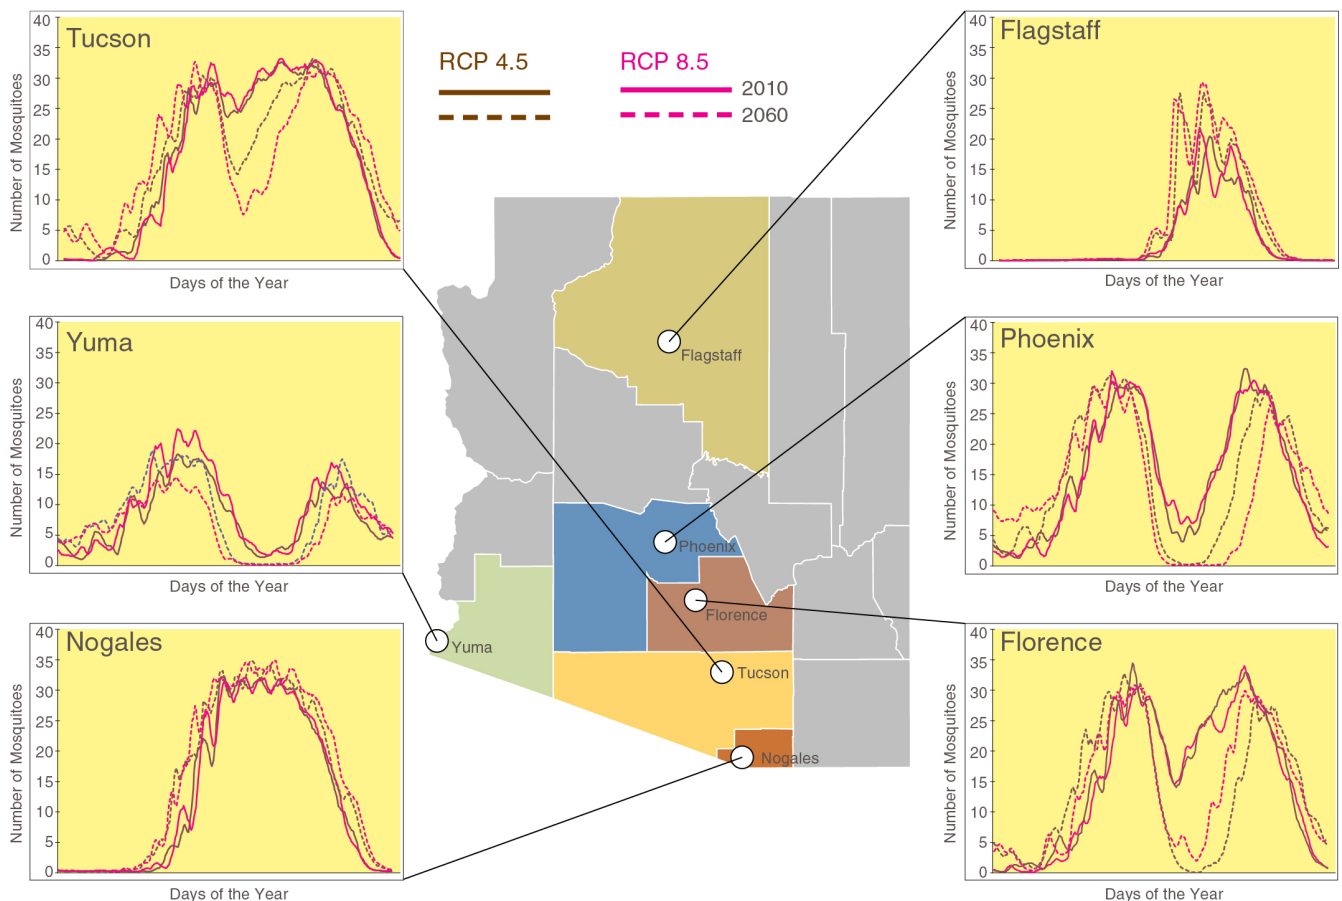 Tucson
40
35
30
25
20
15
10
5
0
Number of Mosquitoes
Days of the Year
RCP 4.5
RCP 8.5
2010
2060
Flagstaff
40
35
30
25
20
15
10
5
0
Number of Mosquitoes
Days of the Year
Yuma
40
35
30
25
20
15
10
5
0
Number of Mosquitoes
Days of the Year
Phoenix
40
35
30
25
20
15
10
5
0
Number of Mosquitoes
Days of the Year
Nogales
40
35
30
25
20
15
10
5
0
Number of Mosquitoes
Days of the Year
Florence
40
35
30
25
20
15
10
5
0
Number of Mosquitoes
Days of the Year
Flagstaff
Phoenix
Florence
Yuma
Tucson
Nogales